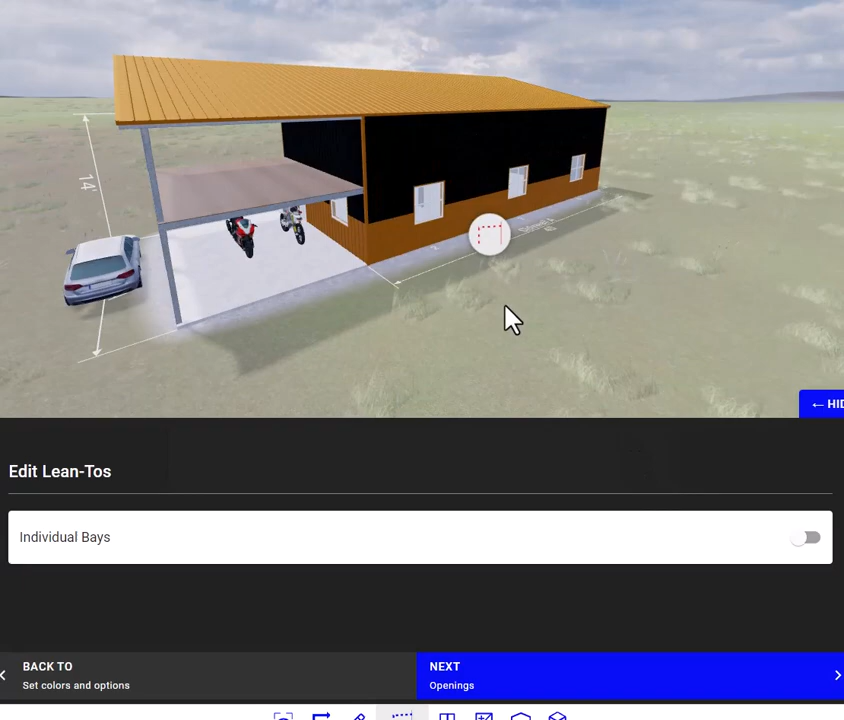 14'
← HID
Edit Lean-Tos
Individual Bays
BACK TO
Set colors and options
NEXT
Openings